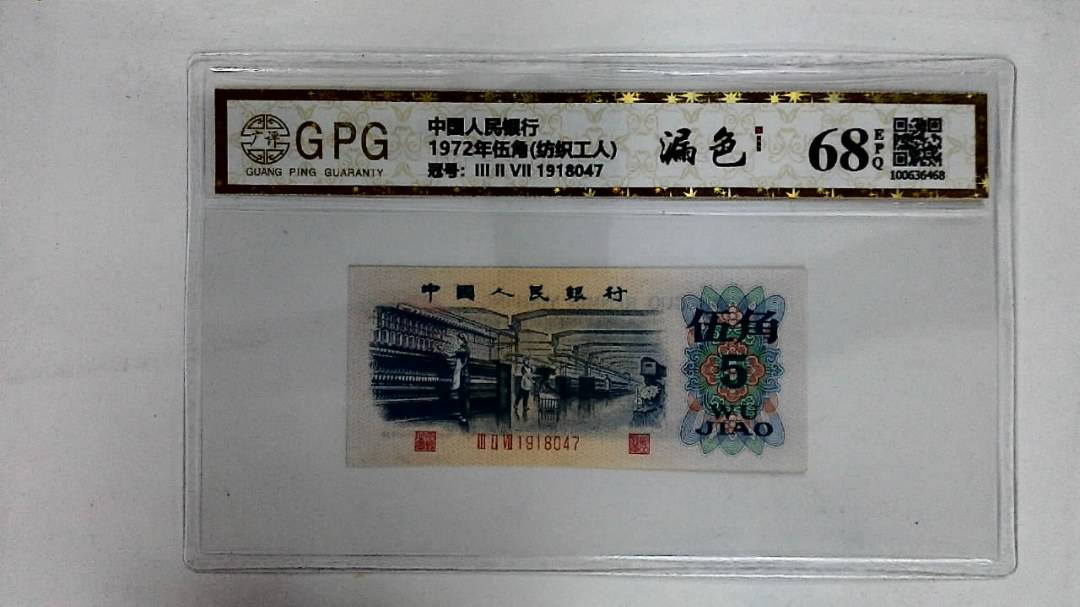 广评
GPG
GUANG PING GUARANTY
中国人民银行
1972年伍角(纺织工人)
冠号: III II VII 1918047
漏色
68
EPQ
100636468
中國人民銀行
伍角
5
WU
JIAO
III II VII 1918047